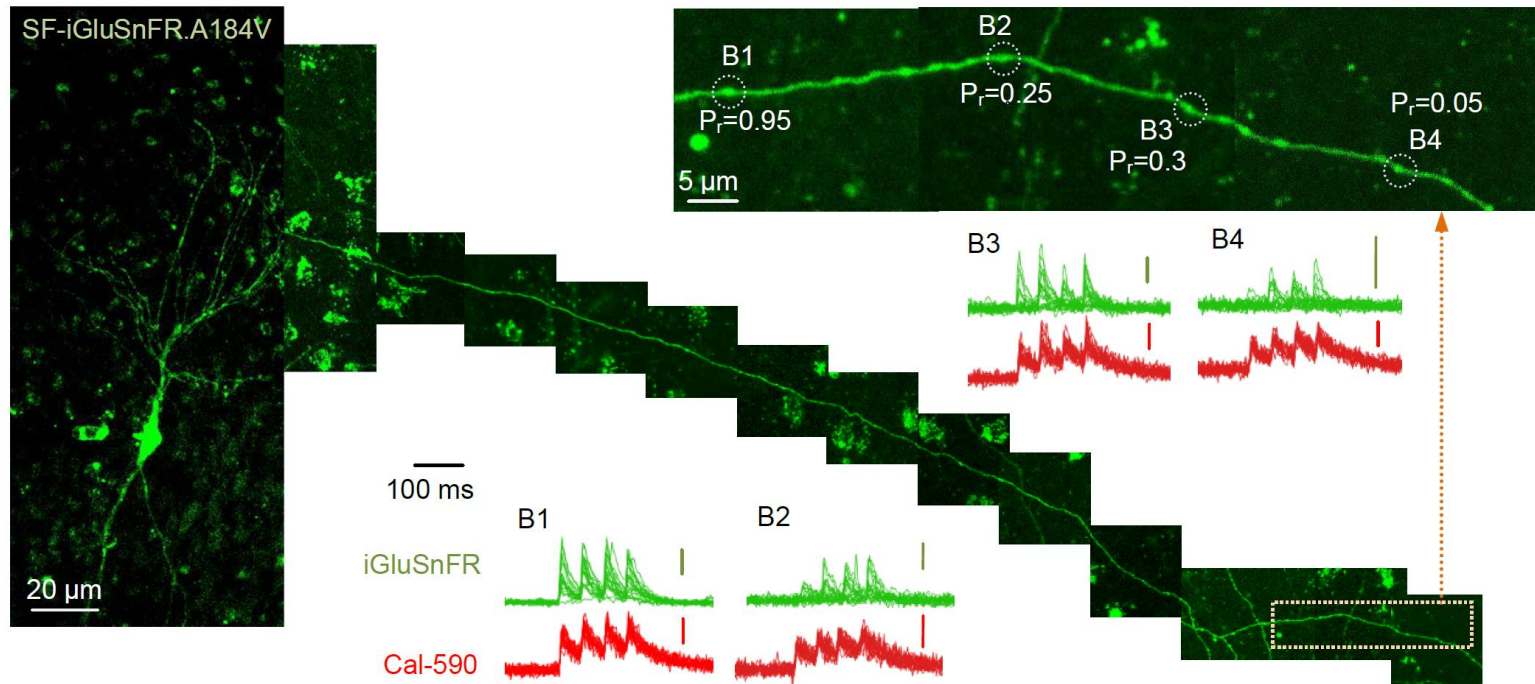 SF-iGluSnFR.A184V
B1
Pr=0.95
B2
Pr=0.25
B3
Pr=0.3
Pr=0.05
B4
5 µm
B3
B4
100 ms
B1
B2
iGluSnFR
Cal-590
20 µm